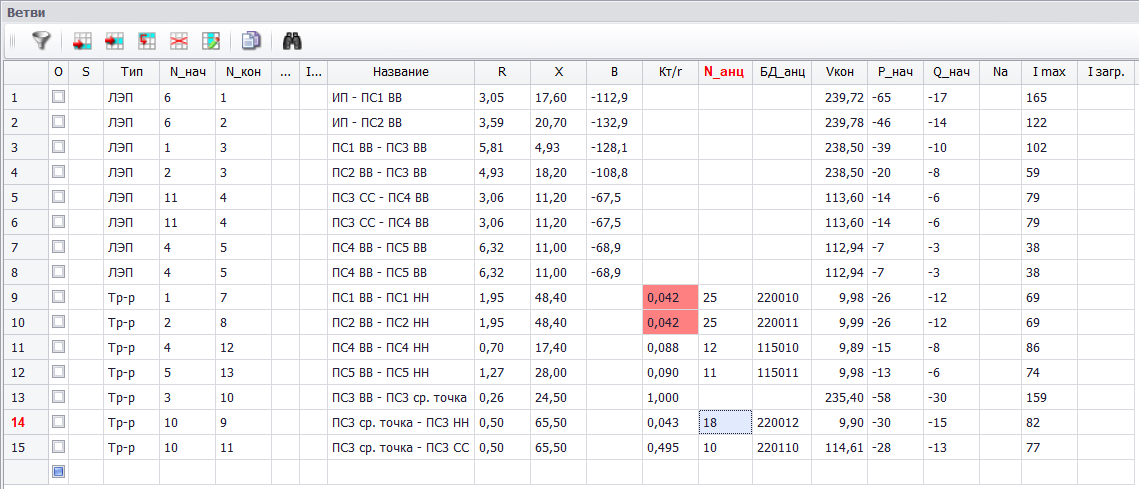 Ветви
O S Тип N_нач N_кон ... I... Название R X B Кт/r N_анц БД_анц Vкон P_нач Q_нач Na I max I загр.
1 ЛЭП 6 1 ИП - ПС1 ВВ 3,05 17,60 -112,9 239,72 -65 -17 165
2 ЛЭП 6 2 ИП - ПС2 ВВ 3,59 20,70 -132,9 239,78 -46 -14 122
3 ЛЭП 1 3 ПС1 ВВ - ПС3 ВВ 5,81 4,93 -128,1 238,50 -39 -10 102
4 ЛЭП 2 3 ПС2 ВВ - ПС3 ВВ 4,93 18,20 -108,8 238,50 -20 -8 59
5 ЛЭП 11 4 ПС3 СС - ПС4 ВВ 3,06 11,20 -67,5 113,60 -14 -6 79
6 ЛЭП 11 4 ПС3 СС - ПС4 ВВ 3,06 11,20 -67,5 113,60 -14 -6 79
7 ЛЭП 4 5 ПС4 ВВ - ПС5 ВВ 6,32 11,00 -68,9 112,94 -7 -3 38
8 ЛЭП 4 5 ПС4 ВВ - ПС5 ВВ 6,32 11,00 -68,9 112,94 -7 -3 38
9 Тр-р 1 7 ПС1 ВВ - ПС1 НН 1,95 48,40 0,042 25 220010 9,98 -26 -12 69
10 Тр-р 2 8 ПС2 ВВ - ПС2 НН 1,95 48,40 0,042 25 220011 9,99 -26 -12 69
11 Тр-р 4 12 ПС4 ВВ - ПС4 НН 0,70 17,40 0,088 12 115010 9,89 -15 -8 86
12 Тр-р 5 13 ПС5 ВВ - ПС5 НН 1,27 28,00 0,090 11 115011 9,98 -13 -6 74
13 Тр-р 3 10 ПС3 ВВ - ПС3 ср. точка 0,26 24,50 1,000 235,40 -58 -30 159
14 Тр-р 10 9 ПС3 ср. точка - ПС3 НН 0,50 65,50 0,043 18 220012 9,90 -30 -15 82
15 Тр-р 10 11 ПС3 ср. точка - ПС3 СС 0,50 65,50 0,495 10 220110 114,61 -28 -13 77